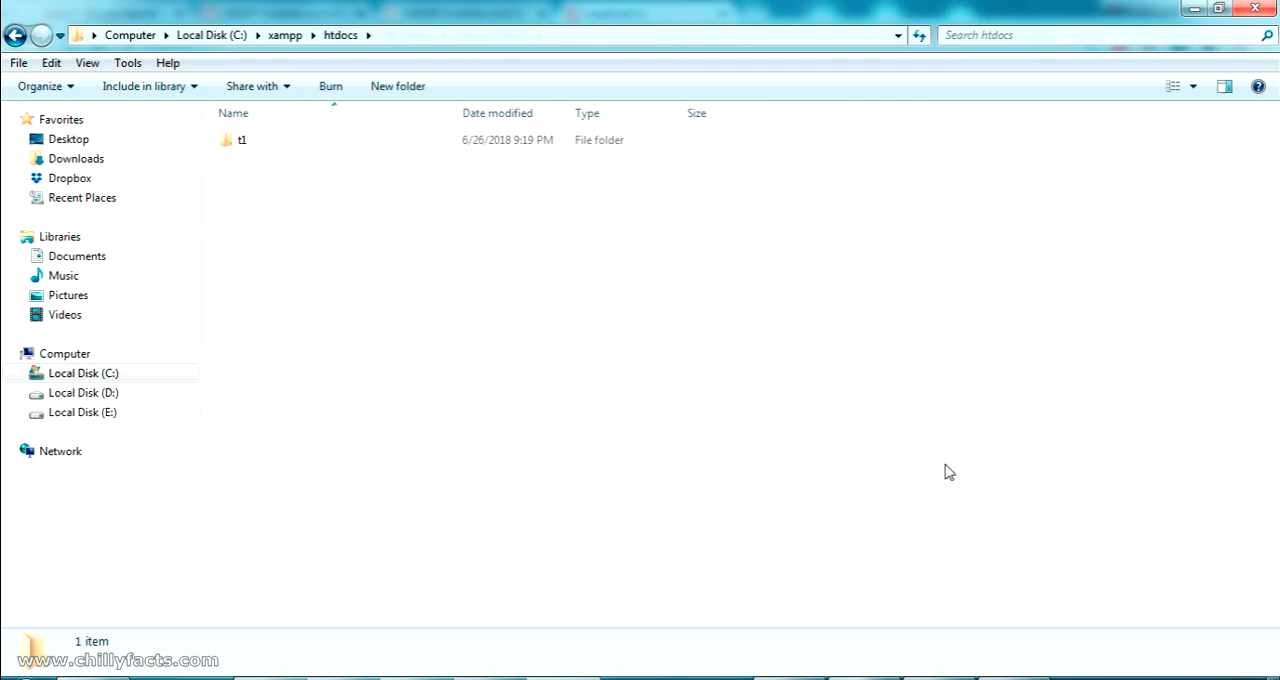 Computer Local Disk (C:) xampp htdocs Search htdocs
File Edit View Tools Help
Organize Include in library Share with Burn New folder
Name Date modified Type Size
t1 6/26/2018 9:19 PM File folder
Favorites
Desktop
Downloads
Dropbox
Recent Places
Libraries
Documents
Music
Pictures
Videos
Computer
Local Disk (C:)
Local Disk (D:)
Local Disk (E:)
Network
1 item
www.chillyfacts.com